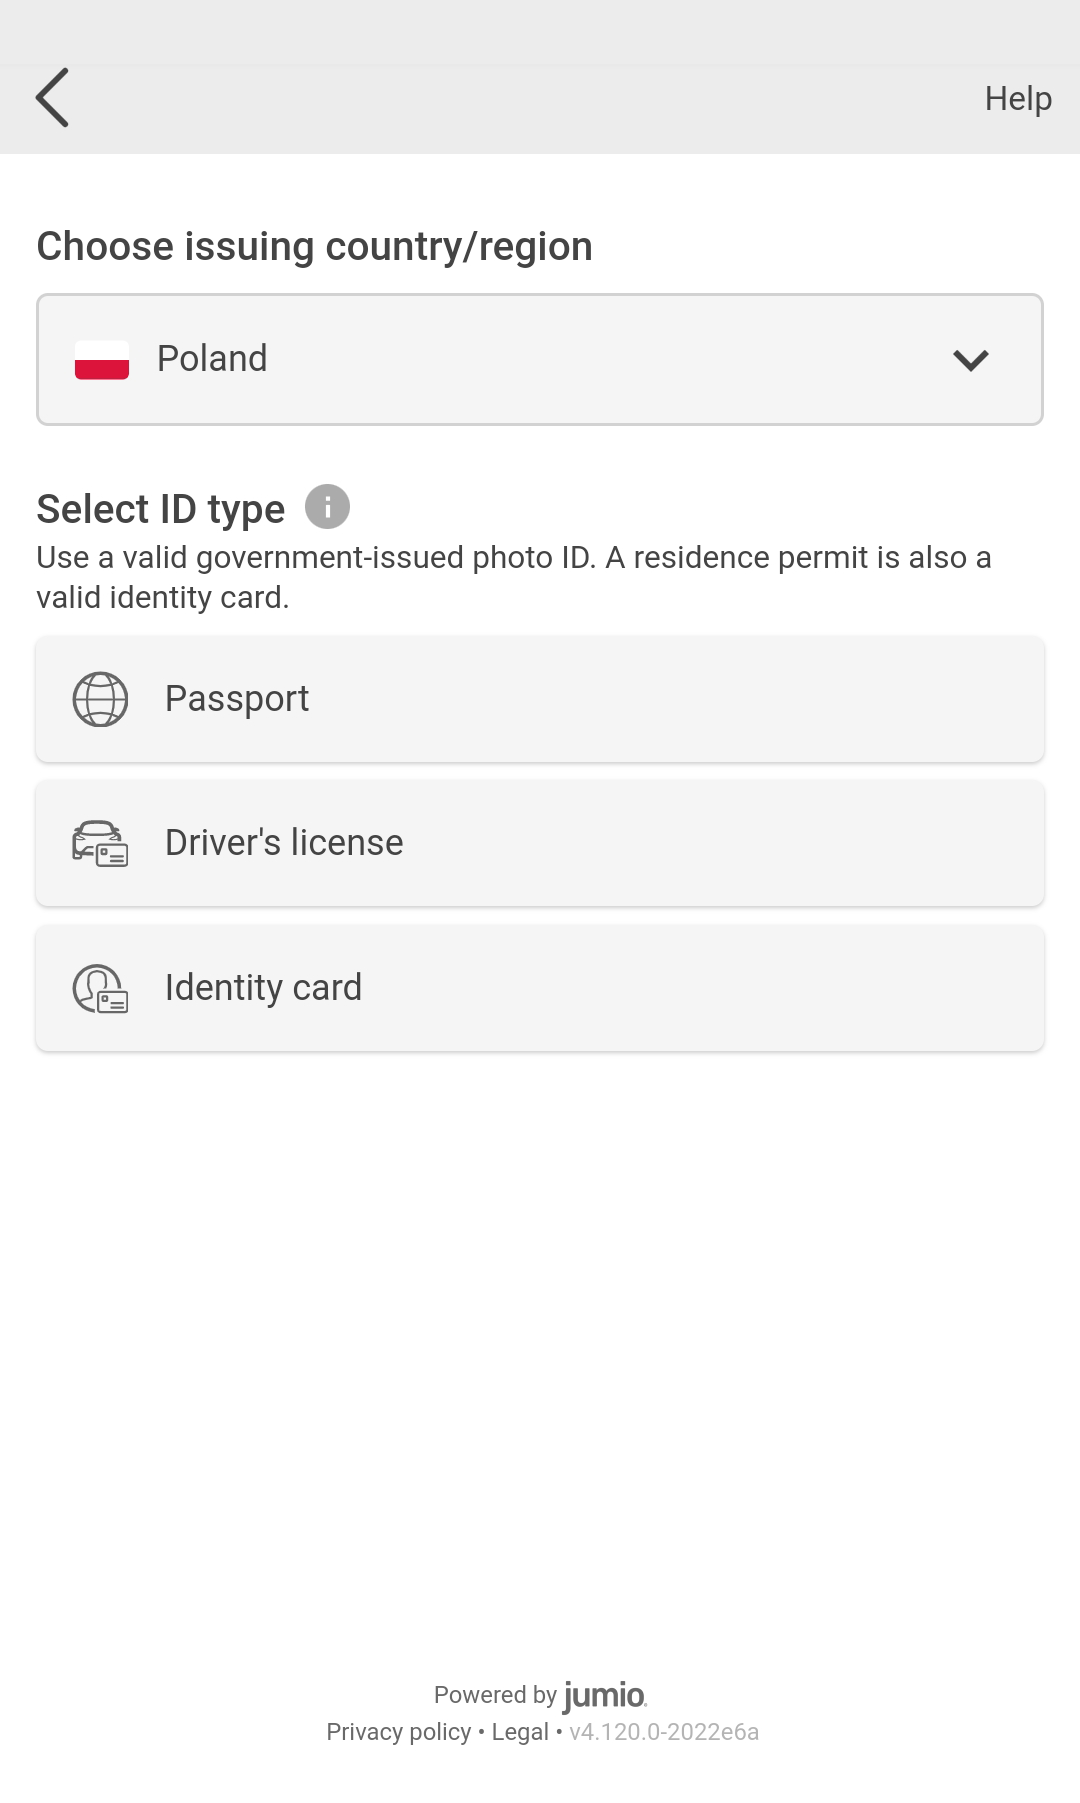 Help
Choose issuing country/region
Poland
Select ID type
Use a valid government-issued photo ID. A residence permit is also a
valid identity card.
Passport
Driver's license
Identity card
Powered by jumio
Privacy policy • Legal • v4.120.0-2022e6a